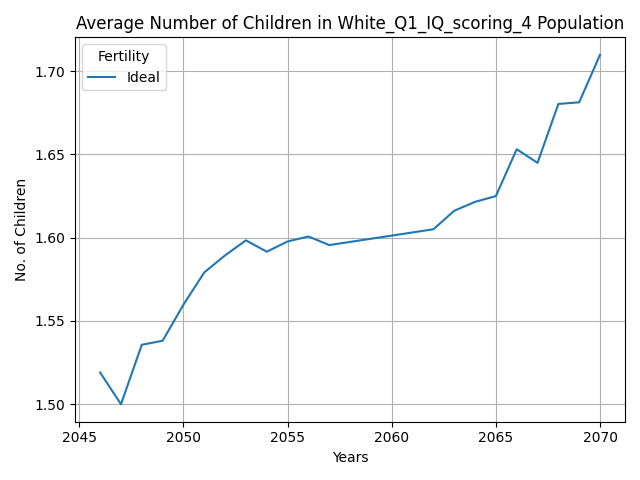 Average Number of Children in White_Q1_IQ_scoring_4 Population
Fertility
Ideal
No. of Children
1.70
1.65
1.60
1.55
1.50
2045 2050 2055 2060 2065 2070
Years